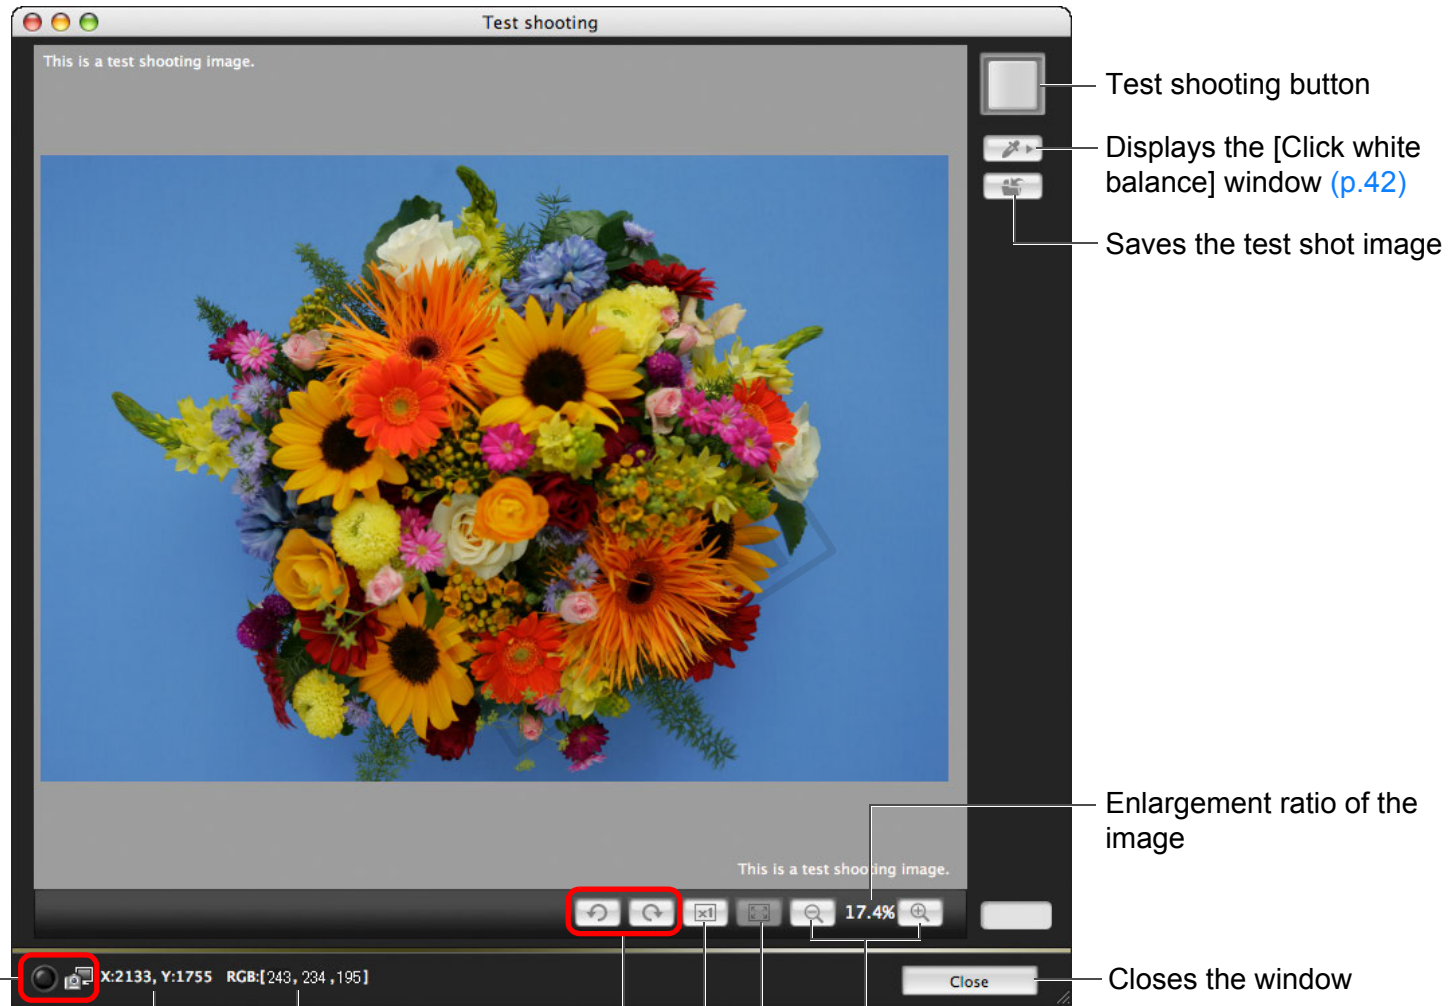 Test shooting
This is a test shooting image.
Test shooting button
Displays the [Click white
balance] window (p.42)
Saves the test shot image
Enlargement ratio of the
image
This is a test shooting image.
x1
17.4%
X:2133, Y:1755 RGB:[243, 234 ,195]
Close
Closes the window